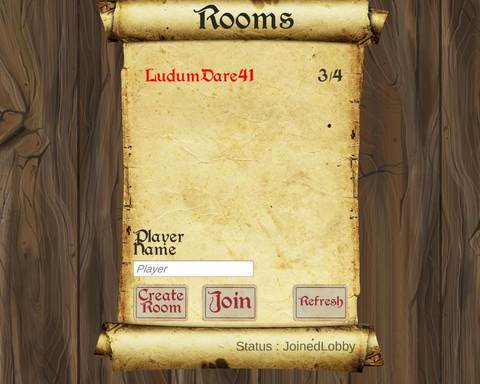 Rooms
LudumDare41 3/4
Player
Name
Player
Create
Room
Join
Refresh
Status : JoinedLobby